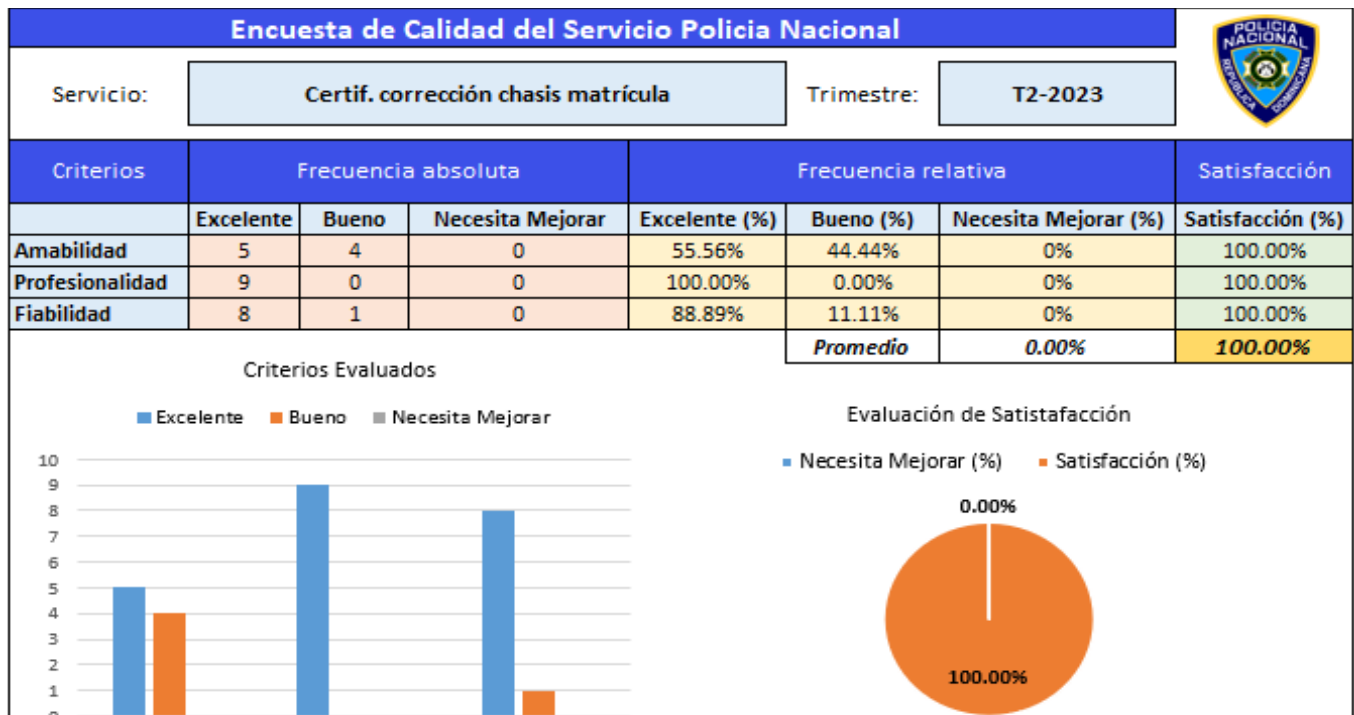 Encuesta de Calidad del Servicio Policia Nacional
POLICIA
NACIONAL
REPUBLICA DOMINICANA
Servicio: Certif. corrección chasis matrícula Trimestre: T2-2023
Criterios Frecuencia absoluta Frecuencia relativa Satisfacción
Excelente Bueno Necesita Mejorar Excelente (%) Bueno (%) Necesita Mejorar (%) Satisfacción (%)
Amabilidad 5 4 0 55.56% 44.44% 0% 100.00%
Profesionalidad 9 0 0 100.00% 0.00% 0% 100.00%
Fiabilidad 8 1 0 88.89% 11.11% 0% 100.00%
Promedio 0.00% 100.00%
Criterios Evaluados
Excelente Bueno Necesita Mejorar
10
9
8
7
6
5
4
3
2
1
Evaluación de Satistafacción
Necesita Mejorar (%) Satisfacción (%)
0.00%
100.00%